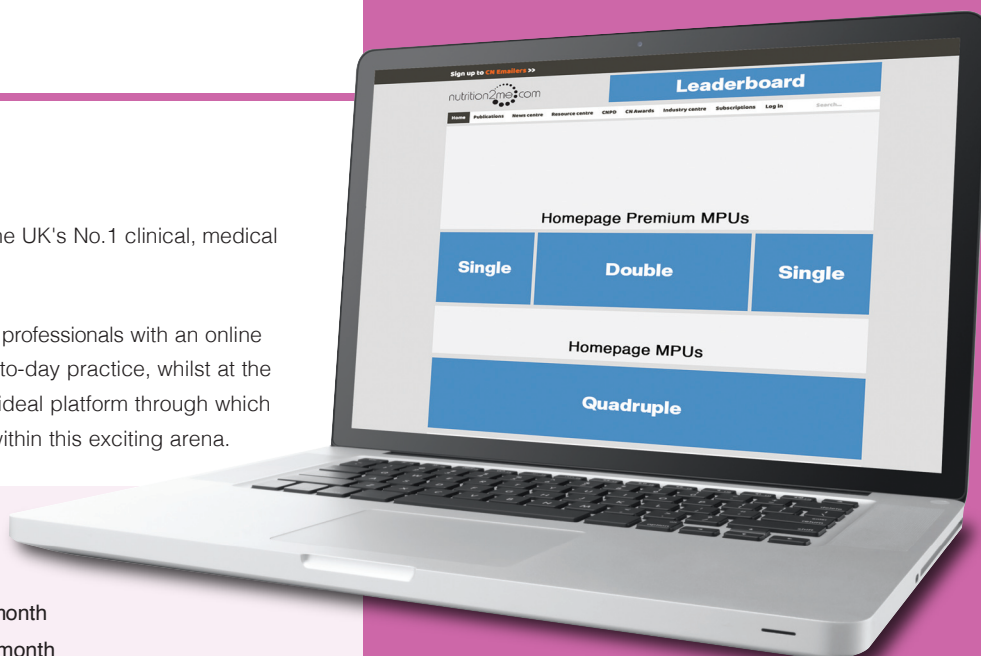 he UK's No.1 clinical, medical
professionals with an online
to-day practice, whilst at the
ideal platform through which
within this exciting arena.
month
month
Sign up to CN Emailers >>
Leaderboard
nutrition2me com
Home Publications News centre Resource centre CNPD CN Awards Industry centre Subscriptions Log in Search...
Homepage Premium MPUs
Single Double Single
Homepage MPUs
Quadruple